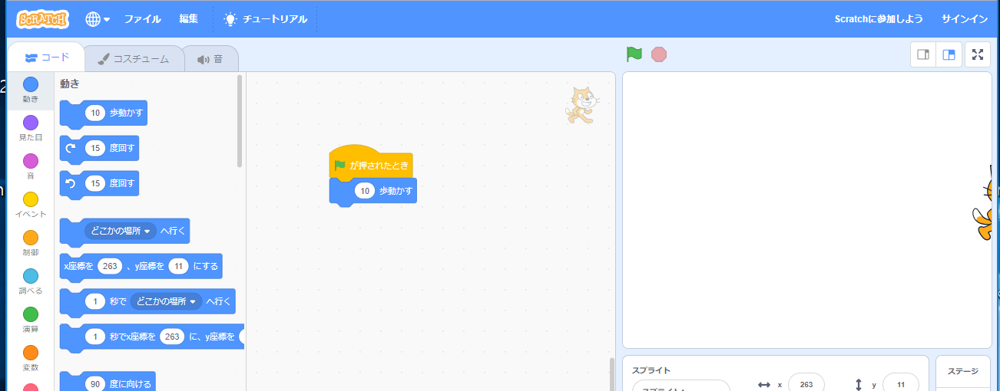 SCRATCH ファイル 編集 チュートリアル Scratchに参加しよう サインイン
コード コスチューム 音
動き
見た目
音
イベント
制御
調べる
演算
変数
動き
10 歩動かす
15 度回す
15 度回す
どこかの場所 へ行く
x座標を 263 、y座標を 11 にする
1 秒で どこかの場所 へ行く
1 秒でx座標を 263 に、y座標を
90 度に向ける
が押されたとき
10 歩動かす
スプライト
x 263 y 11
ステージ